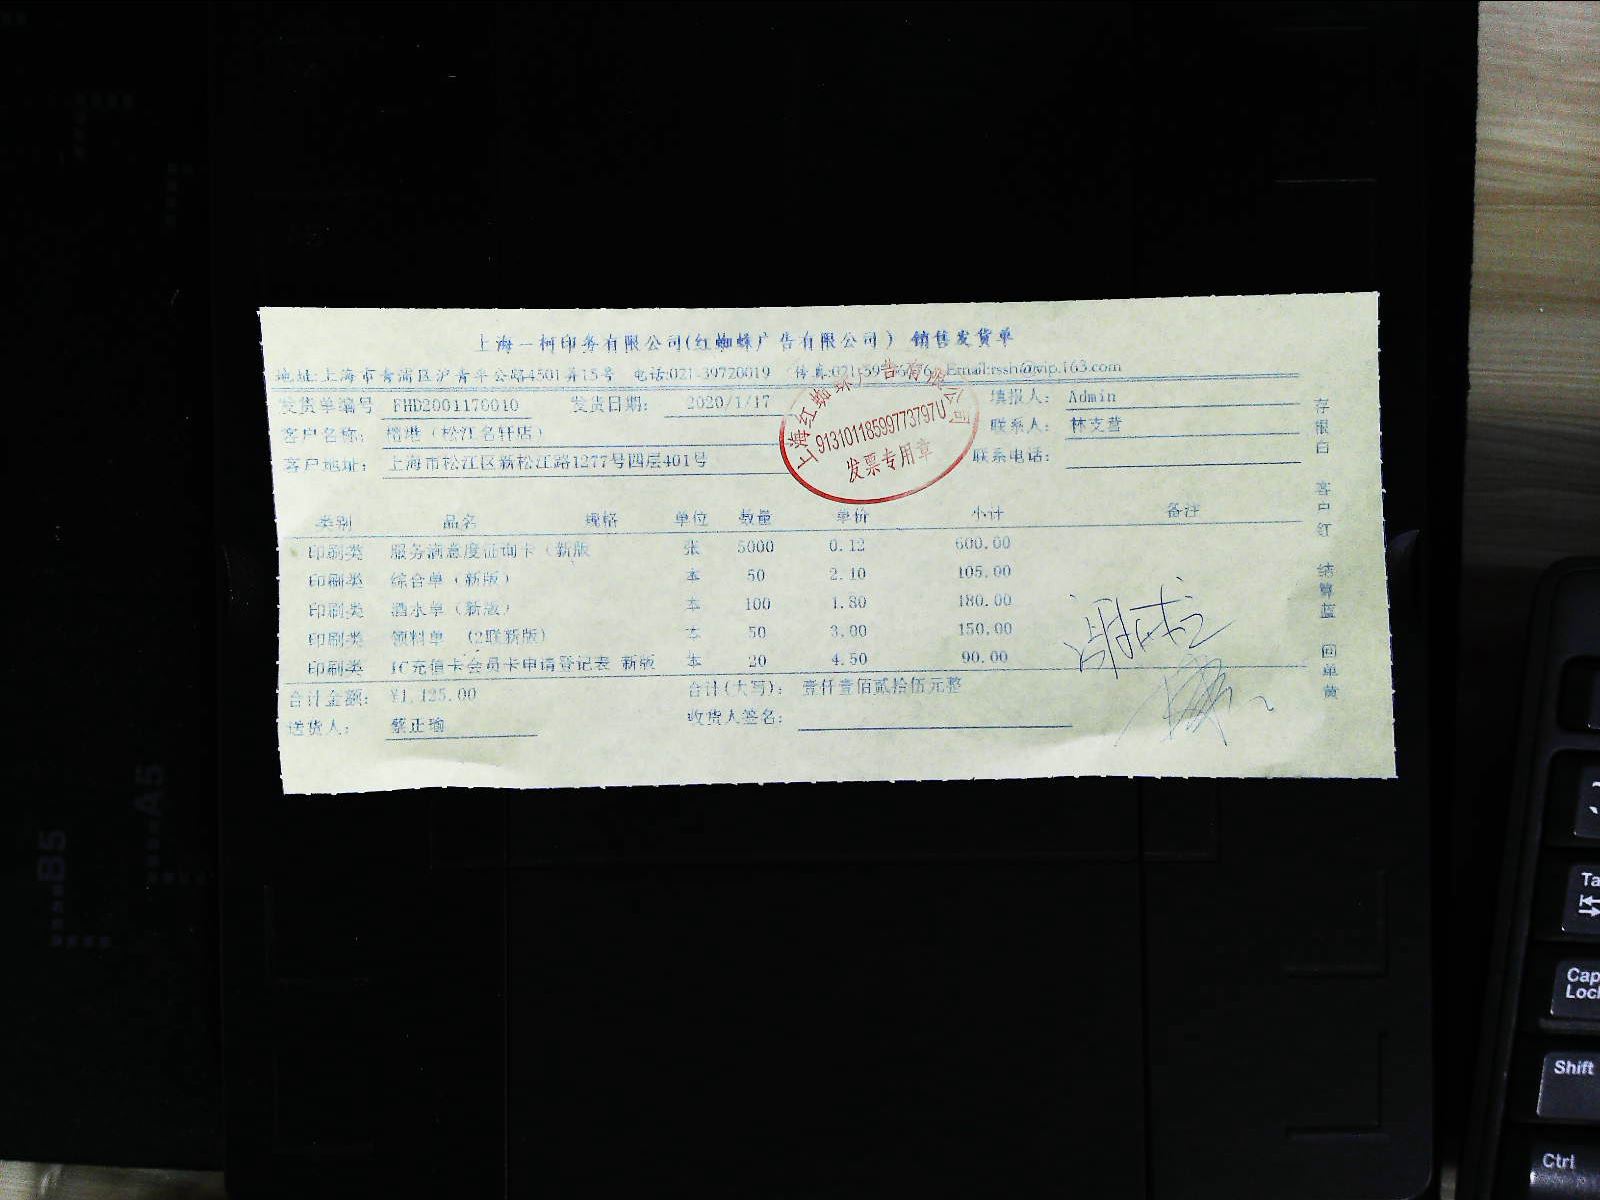 上海一柯印务有限公司(红蜘蛛广告有限公司) 销售发货单
地址:上海市青浦区沪青平公路4501弄15号 电话:021-39720019 传真:021-59 Email:rssh@vip.163.com
发货单编号 FHD2001170010 发货日期: 2020/1/17 填报人: Admin
客户名称: 榕港(松江名轩店) 联系人: 林支营
客户地址: 上海市松江区新松江路1277号四层401号 联系电话:
上海红蜘蛛广告有限公司
91310118599773797U
发票专用章
类别 品名 规格 单位 数量 单价 小计 备注
印刷类 服务满意度征询卡(新版 张 5000 0.12 600.00
印刷类 综合单(新版) 本 50 2.10 105.00
印刷类 酒水单(新版) 本 100 1.80 180.00
印刷类 领料单 (2联新版) 本 50 3.00 150.00
印刷类 IC充值卡会员卡申请登记表 新版 本 20 4.50 90.00
合计金额: ¥1,125.00 合计(大写): 壹仟壹佰贰拾伍元整
送货人: 蔡正瑜 收货人签名:
存根白 客户红 结算蓝 回单黄
B5
A5
Ta
Cap
Loc
Shift
Ctrl